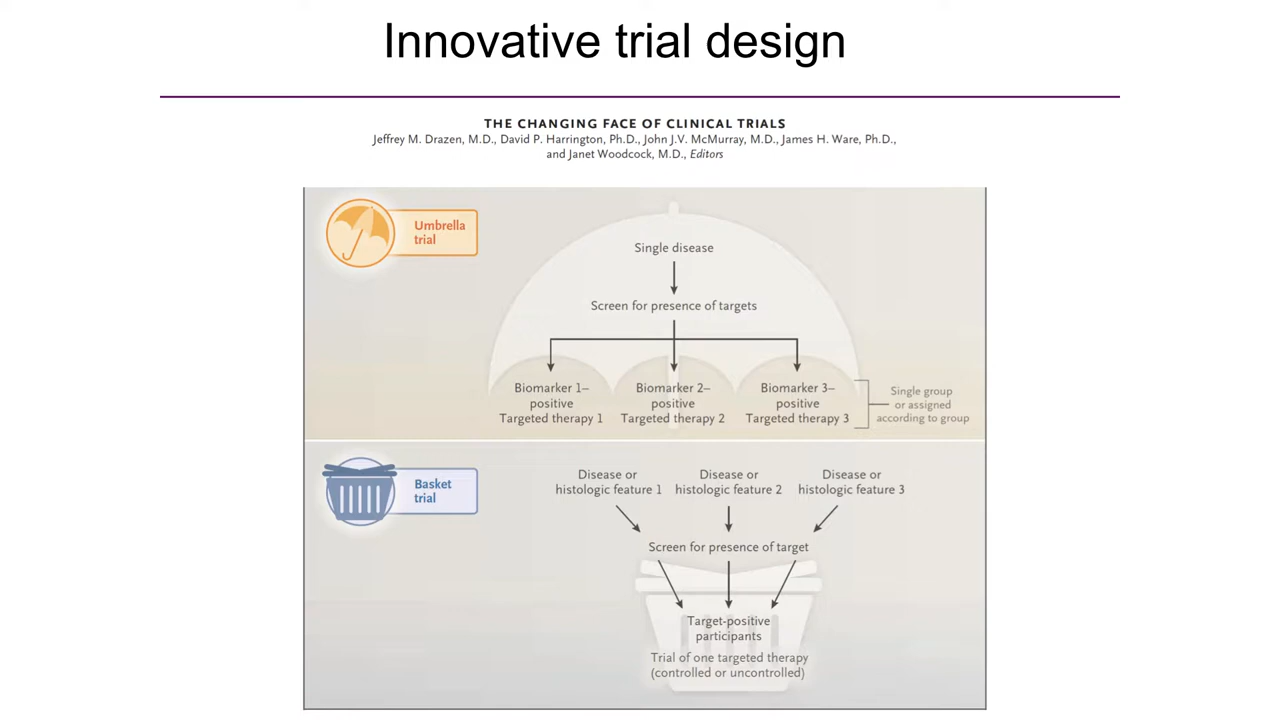 Innovative trial design
THE CHANGING FACE OF CLINICAL TRIALS
Jeffrey M. Drazen, M.D., David P. Harrington, Ph.D., John J.V. McMurray, M.D., James H. Ware, Ph.D.,
and Janet Woodcock, M.D., Editors
Umbrella
trial
Single disease
Screen for presence of targets
Biomarker 1–
positive
Targeted therapy 1
Biomarker 2–
positive
Targeted therapy 2
Biomarker 3–
positive
Targeted therapy 3
Single group
or assigned
according to group
Basket
trial
Disease or
histologic feature 1
Disease or
histologic feature 2
Disease or
histologic feature 3
Screen for presence of target
Target-positive
participants
Trial of one targeted therapy
(controlled or uncontrolled)